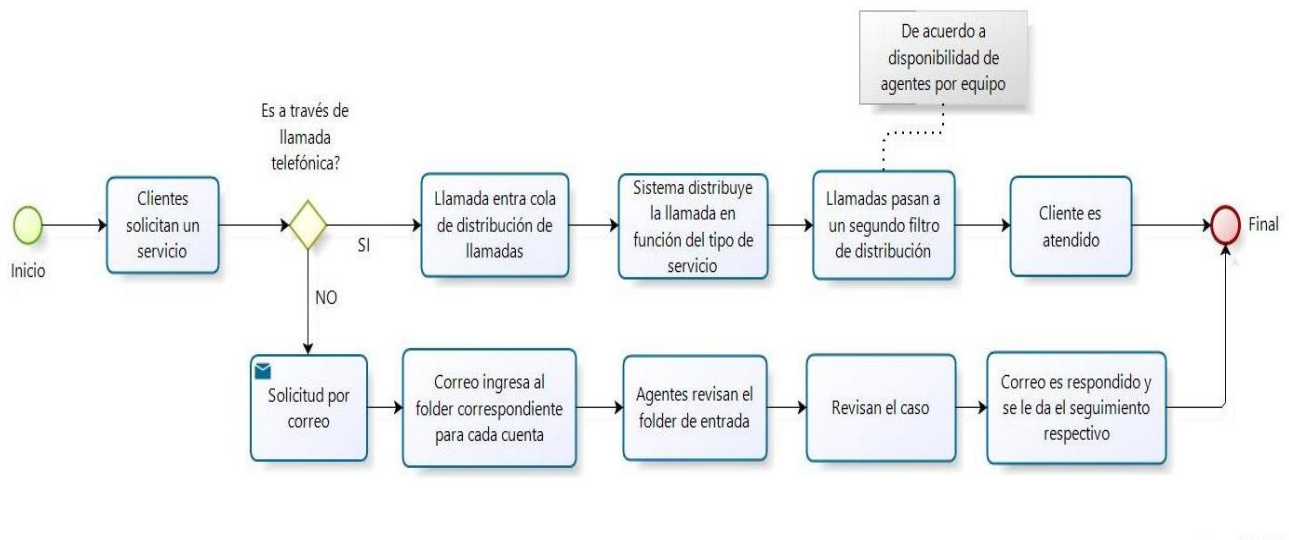 De acuerdo a
disponibilidad de
agentes por equipo
Es a través de
llamada
telefónica?
Inicio
Clientes
solicitan un
servicio
SI
NO
Llamada entra cola
de distribución de
llamadas
Sistema distribuye
la llamada en
función del tipo de
servicio
Llamadas pasan a
un segundo filtro
de distribución
Cliente es
atendido
Final
Solicitud por
correo
Correo ingresa al
folder correspondiente
para cada cuenta
Agentes revisan el
folder de entrada
Revisan el caso
Correo es respondido y
se le da el seguimiento
respectivo